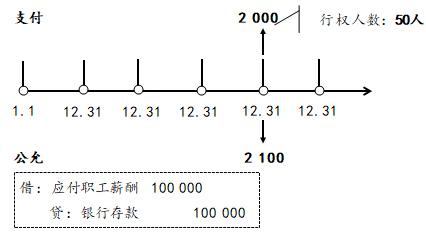 支付 2 000 行权人数：50人
1.1 12.31 12.31 12.31 12.31 12.31
公允 2 100
借：应付职工薪酬 100 000
贷：银行存款 100 000